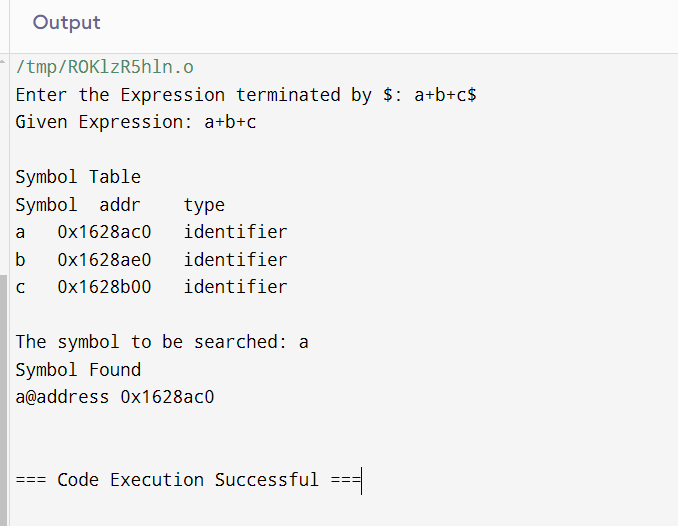 Output
/tmp/ROKlzR5hln.o
Enter the Expression terminated by $: a+b+c$
Given Expression: a+b+c
Symbol Table
Symbol  addr    type
a   0x1628ac0   identifier
b   0x1628ae0   identifier
c   0x1628b00   identifier
The symbol to be searched: a
Symbol Found
a@address 0x1628ac0
=== Code Execution Successful ===